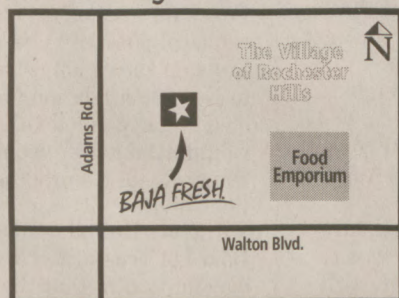 The Village
of Rochester
Hills
N
Adams Rd.
Food
Emporium
BAJA FRESH.
Walton Blvd.